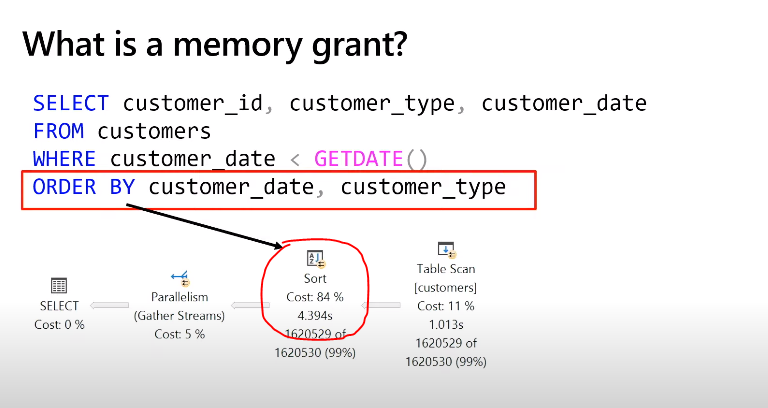 What is a memory grant?
SELECT customer_id, customer_type, customer_date
FROM customers
WHERE customer_date < GETDATE()
ORDER BY customer_date, customer_type
SELECT
Cost: 0 %
Parallelism
(Gather Streams)
Cost: 5 %
Sort
Cost: 84 %
4.394s
1620529 of
1620530 (99%)
Table Scan
[customers]
Cost: 11 %
1.013s
1620529 of
1620530 (99%)